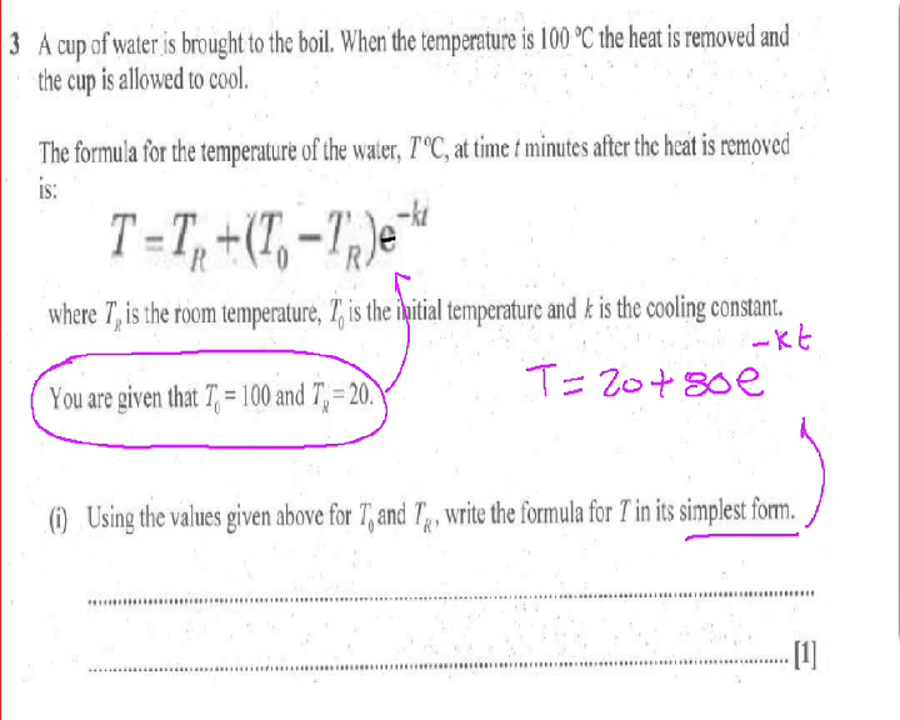 3 A cup of water is brought to the boil. When the temperature is 100 °C the heat is removed and
the cup is allowed to cool.
The formula for the temperature of the water, T °C, at time t minutes after the heat is removed
is:
T = T_R + (T_0 − T_R)e^{-kt}
where T_R is the room temperature, T_0 is the initial temperature and k is the cooling constant.
T = 20 + 80e^{-kt}
You are given that T_0 = 100 and T_R = 20.
(i) Using the values given above for T_0 and T_R, write the formula for T in its simplest form.
[1]